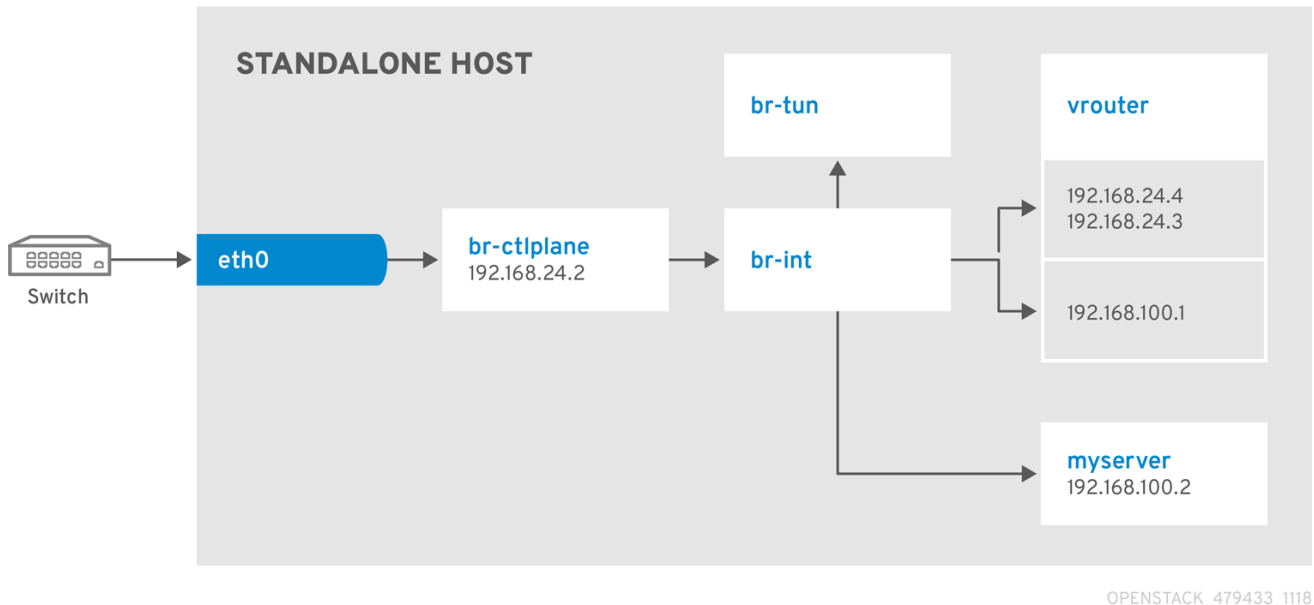 STANDALONE HOST
br-tun
vrouter
192.168.24.4
192.168.24.3
Switch
eth0
br-ctlplane
192.168.24.2
br-int
192.168.100.1
myserver
192.168.100.2
OPENSTACK 479433 1118